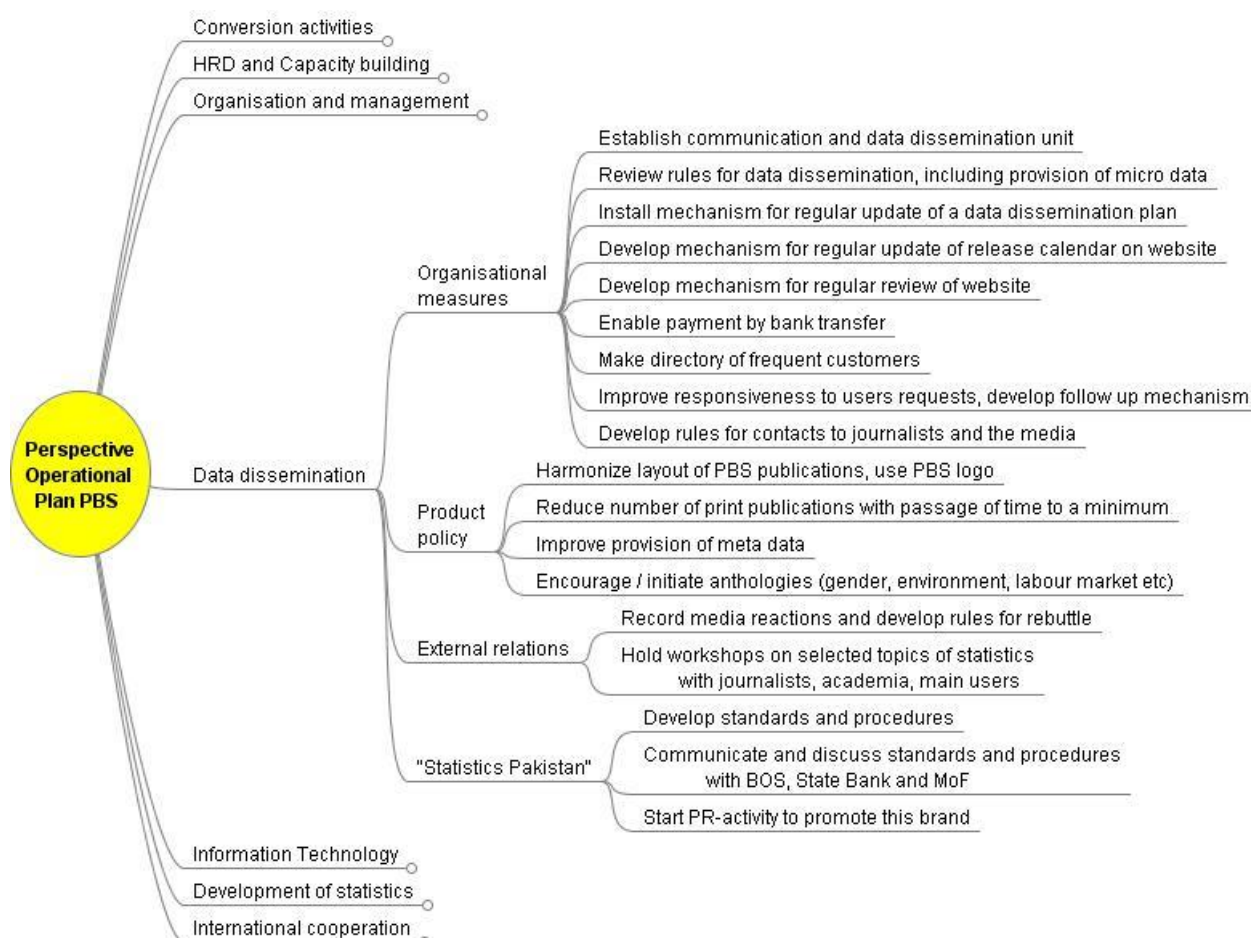 Conversion activities
HRD and Capacity building
Organisation and management
Perspective
Operational
Plan PBS
Data dissemination
Organisational
measures
Establish communication and data dissemination unit
Review rules for data dissemination, including provision of micro data
Install mechanism for regular update of a data dissemination plan
Develop mechanism for regular update of release calendar on website
Develop mechanism for regular review of website
Enable payment by bank transfer
Make directory of frequent customers
Improve responsiveness to users requests, develop follow up mechanism
Develop rules for contacts to journalists and the media
Product
policy
Harmonize layout of PBS publications, use PBS logo
Reduce number of print publications with passage of time to a minimum
Improve provision of meta data
Encourage / initiate anthologies (gender, environment, labour market etc)
External relations
Record media reactions and develop rules for rebuttle
Hold workshops on selected topics of statistics
with journalists, academia, main users
"Statistics Pakistan"
Develop standards and procedures
Communicate and discuss standards and procedures
with BOS, State Bank and MoF
Start PR-activity to promote this brand
Information Technology
Development of statistics
International cooperation